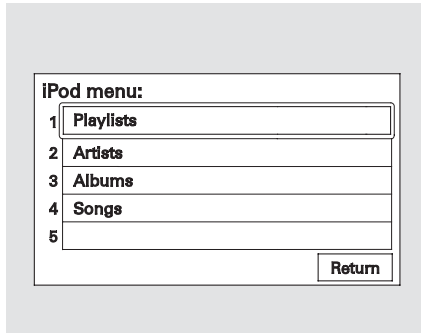 iPod menu:
1 Playlists
2 Artists
3 Albums
4 Songs
5
Return